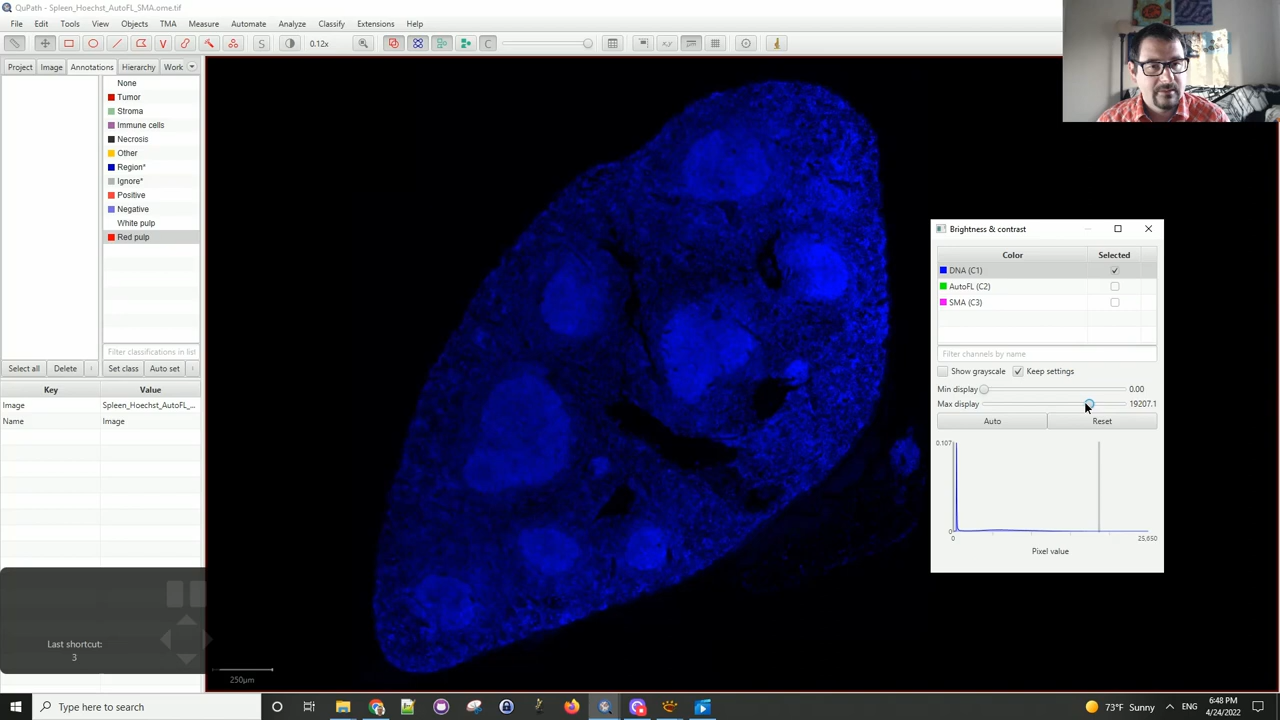 QuPath - Spleen_Hoechst_AutoFL_SMA.ome.tif
File Edit Tools View Objects TMA Measure Automate Analyze Classify Extensions Help
S 0.12x C x,y
Project Image Annotations Hierarchy Work
None
Tumor
Stroma
Immune cells
Necrosis
Other
Region*
Ignore*
Positive
Negative
White pulp
Red pulp
Filter classifications in list
Select all Delete Set class Auto set
Key Value
Image Spleen_Hoechst_AutoFL_...
Name Image
Last shortcut:
3
250µm
Brightness & contrast
Color Selected
DNA (C1)
AutoFL (C2)
SMA (C3)
Filter channels by name
Show grayscale Keep settings
Min display 0.00
Max display 19207.1
Auto Reset
0.107
0
0 25,650
Pixel value
Type here to search
73°F Sunny ENG 6:48 PM
4/24/2022